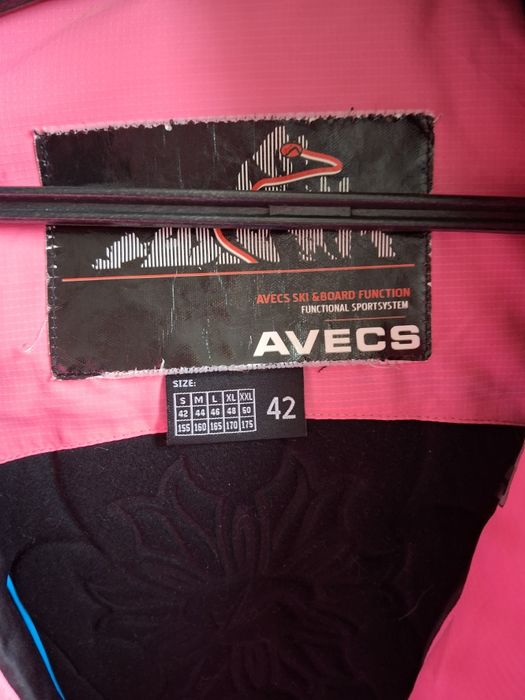 AVECS SKI & BOARD FUNCTION
FUNCTIONAL SPORTSYSTEM
AVECS
SIZE:
S M L XL XXL
42 44 46 48 50
155 160 165 170 175
42